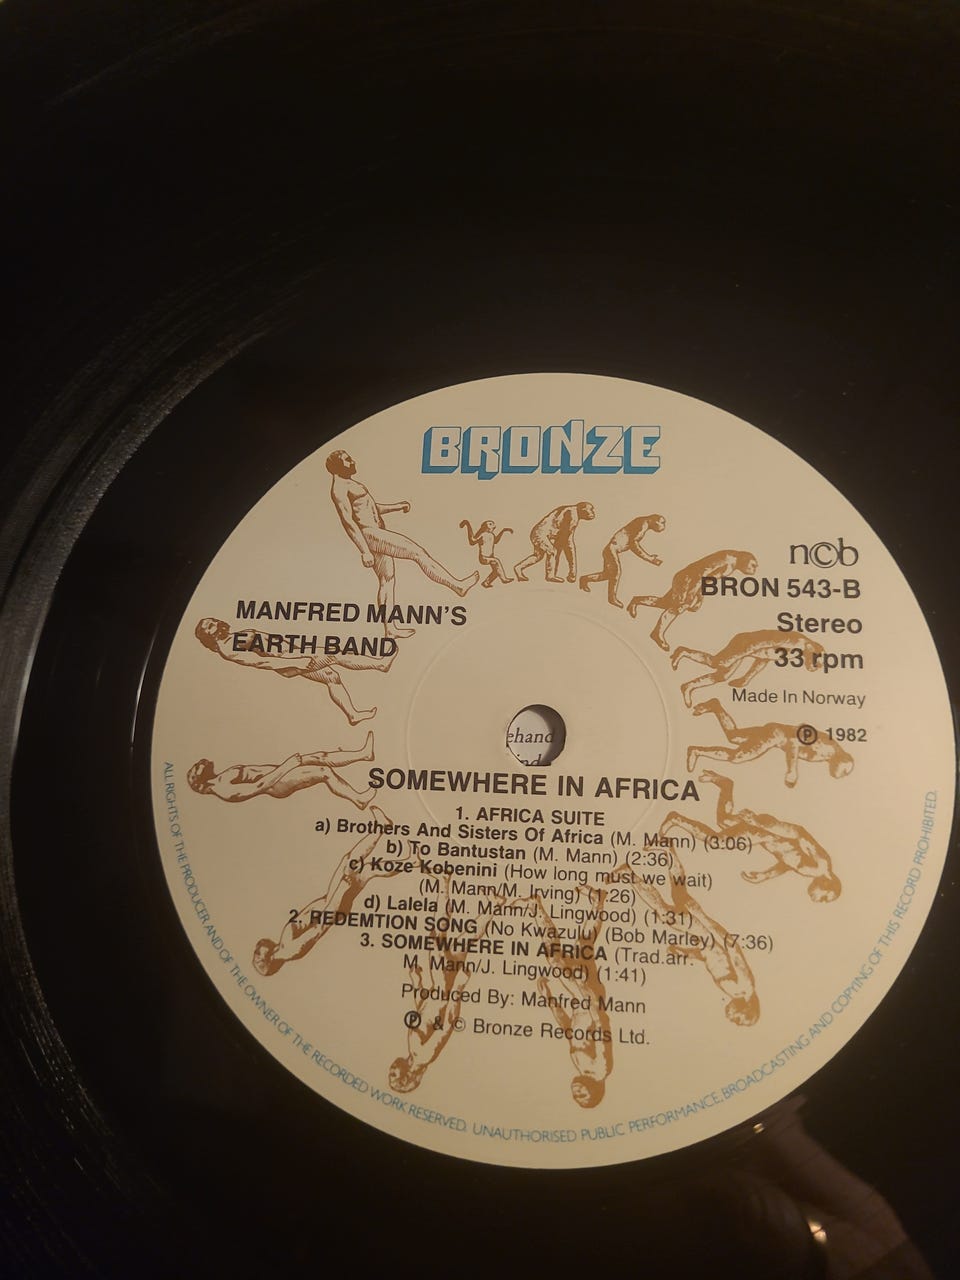 BRONZE
ncb
BRON 543-B
Stereo
33 rpm
Made In Norway
Ⓟ 1982
MANFRED MANN'S
EARTH BAND
ehand
SOMEWHERE IN AFRICA
1. AFRICA SUITE
a) Brothers And Sisters Of Africa (M. Mann) (3:06)
b) To Bantustan (M. Mann) (2:36)
c) Koze Kobenini (How long must we wait)
(M. Mann/M. Irving) (1:26)
d) Lalela (M. Mann/J. Lingwood) (1:31)
2. REDEMTION SONG (No Kwazulu) (Bob Marley) (7:36)
3. SOMEWHERE IN AFRICA (Trad.arr.
M. Mann/J. Lingwood) (1:41)
Produced By: Manfred Mann
Ⓟ & © Bronze Records Ltd.
ALL RIGHTS OF THE PRODUCER AND OF THE OWNER OF THE RECORDED WORK RESERVED. UNAUTHORISED PUBLIC PERFORMANCE, BROADCASTING AND COPYING OF THIS RECORD PROHIBITED.